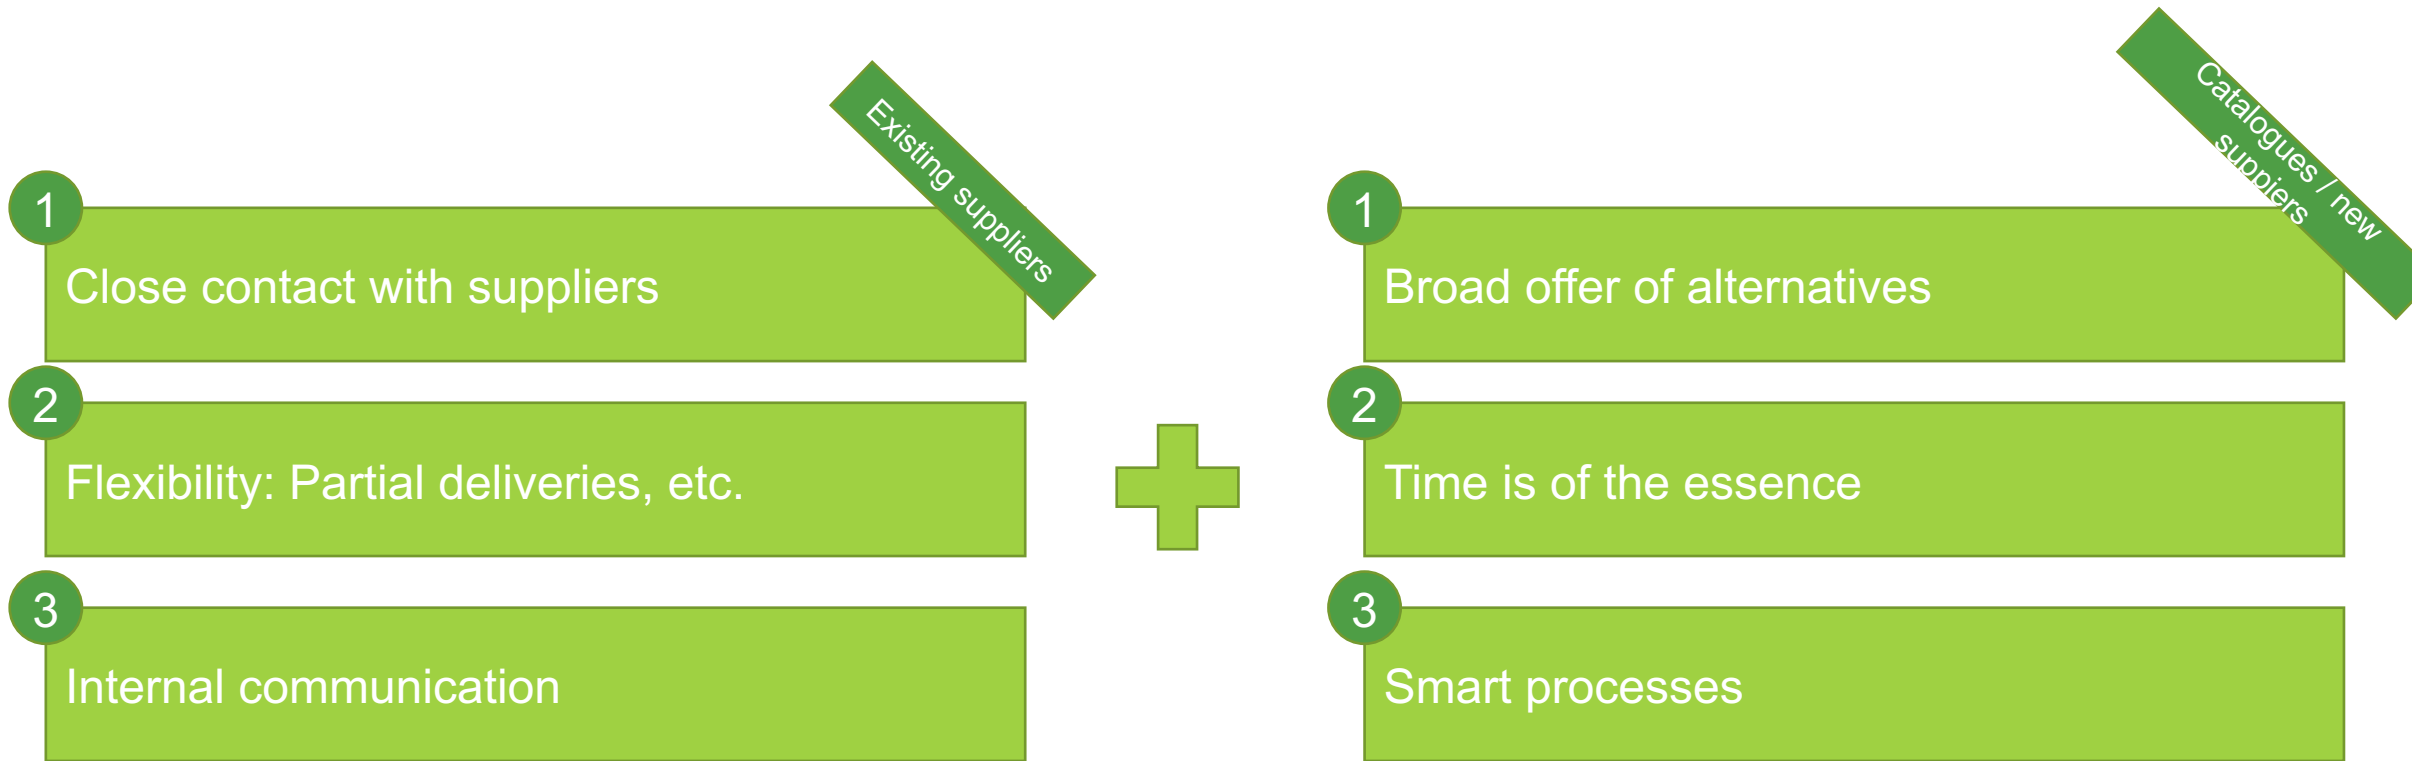 Existing suppliers
1
Close contact with suppliers
2
Flexibility: Partial deliveries, etc.
3
Internal communication
Catalogues / new
suppiers
1
Broad offer of alternatives
2
Time is of the essence
3
Smart processes